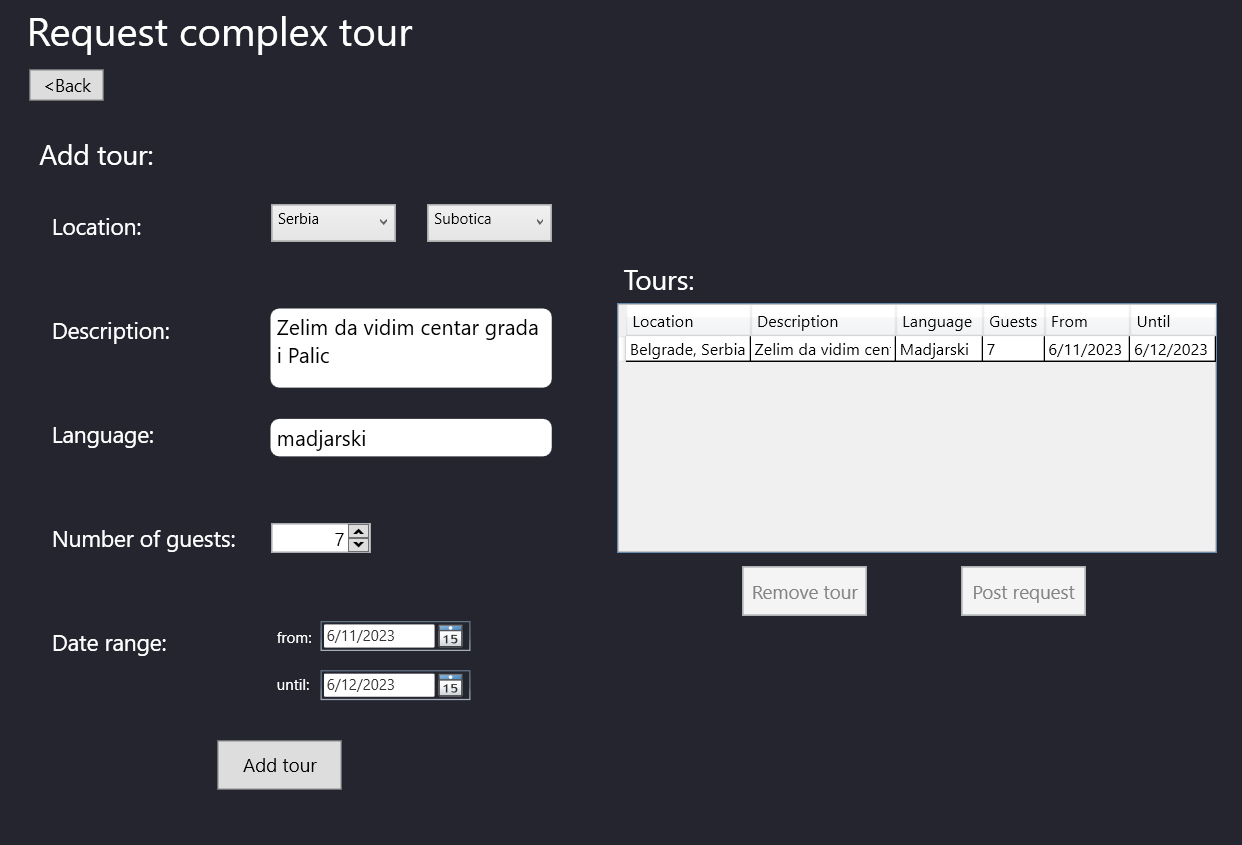 Request complex tour
<Back
Add tour:
Location:
Serbia
Subotica
Description:
Zelim da vidim centar grada
i Palic
Language:
madjarski
Number of guests:
7
Date range:
from:
6/11/2023
15
until:
6/12/2023
15
Add tour
Tours:
Location Description Language Guests From Until
Belgrade, Serbia Zelim da vidim cen Madjarski 7 6/11/2023 6/12/2023
Remove tour
Post request